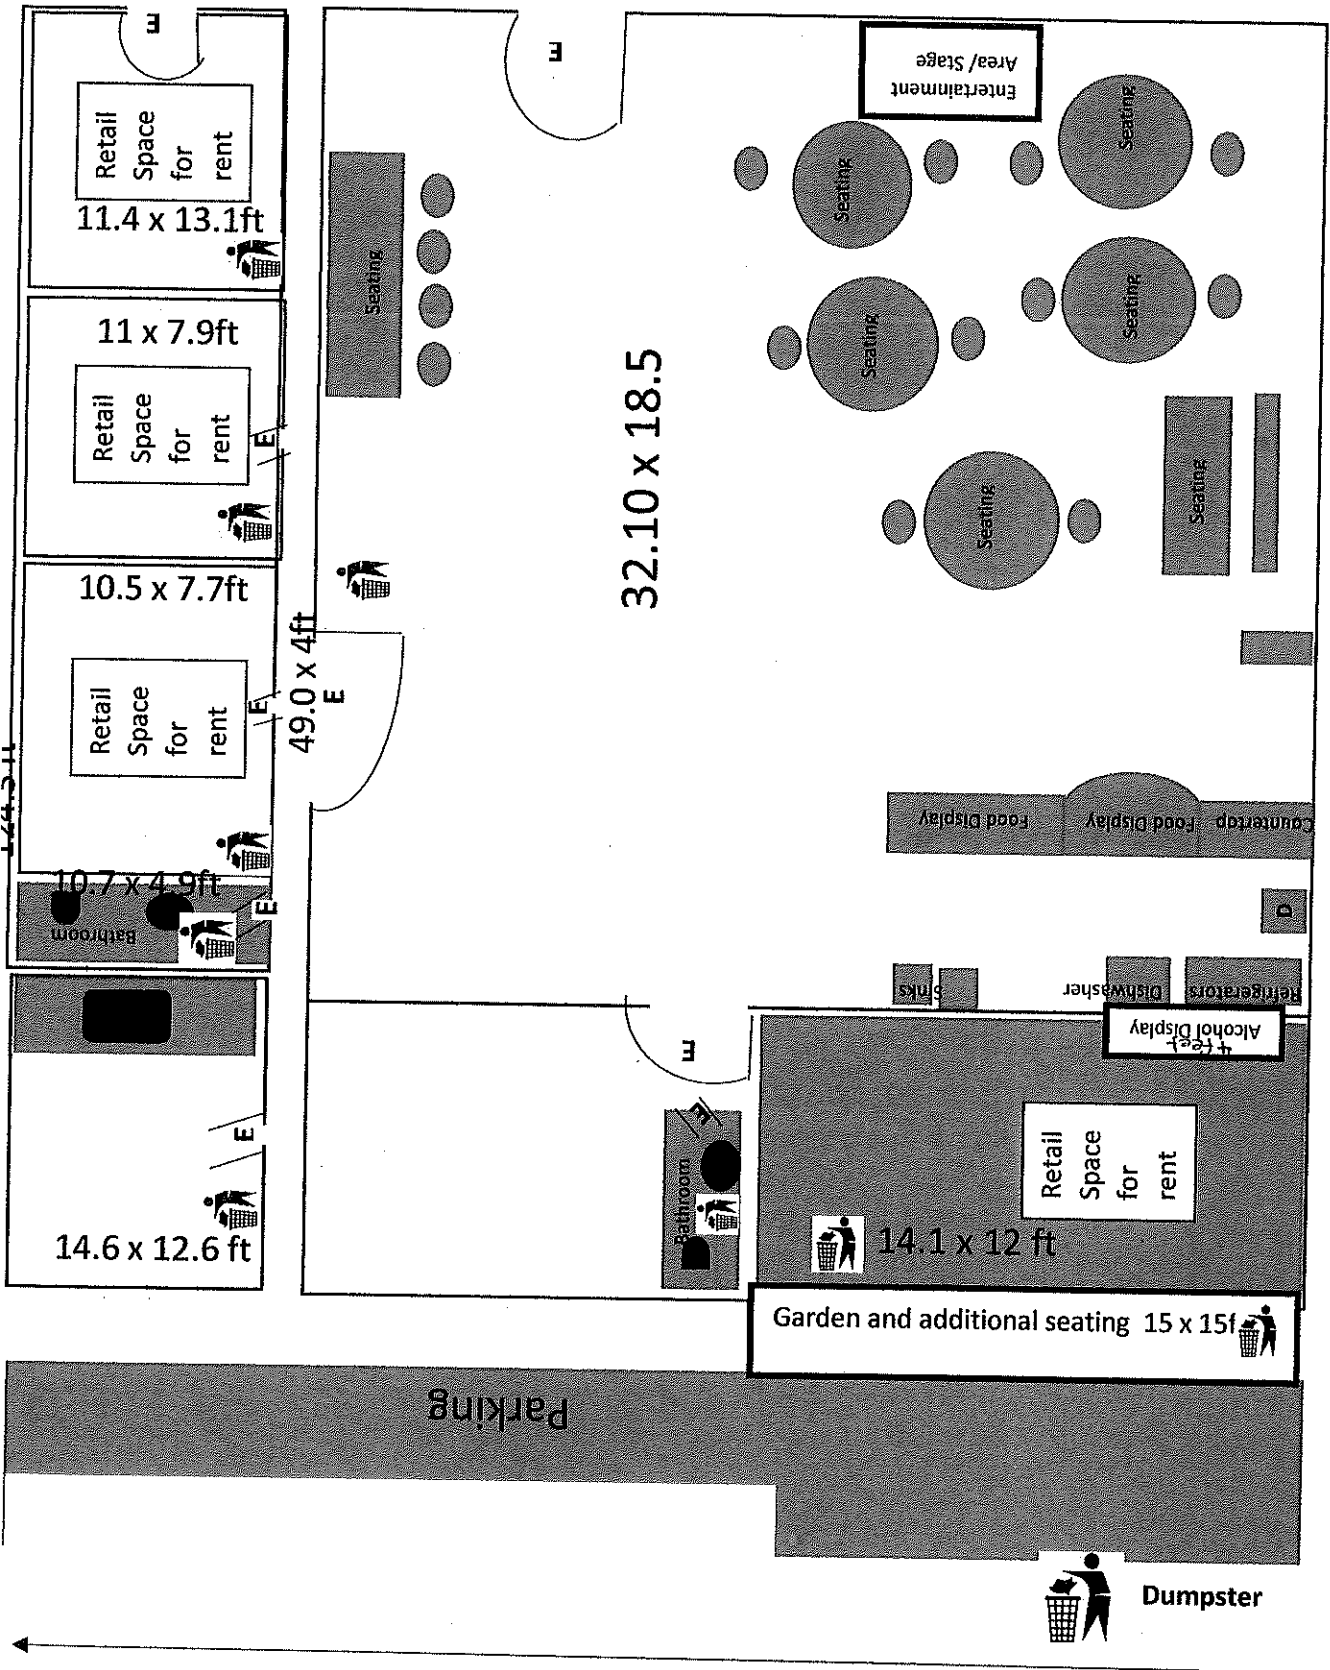 E
E
Entertainment
Area/ Stage
Retail
Space
for
rent
11.4 x 13.1ft
Seating
Seating
Seating
11 x 7.9ft
Retail
Space
for
rent
E
Seating
Seating
32.10 x 18.5
Seating
Seating
10.5 x 7.7ft
Retail
Space
for
rent
E
49.0 x 4ft
E
Food Display
Food Display
Countertop
10.7 x 4.9ft
Bathroom
E
D
Sinks
Dishwasher
Refrigerators
Alcohol Display
4 feet
E
E
E
Bathroom
Retail
Space
for
rent
14.6 x 12.6 ft
14.1 x 12 ft
Garden and additional seating 15 x 15f
Parking
Dumpster